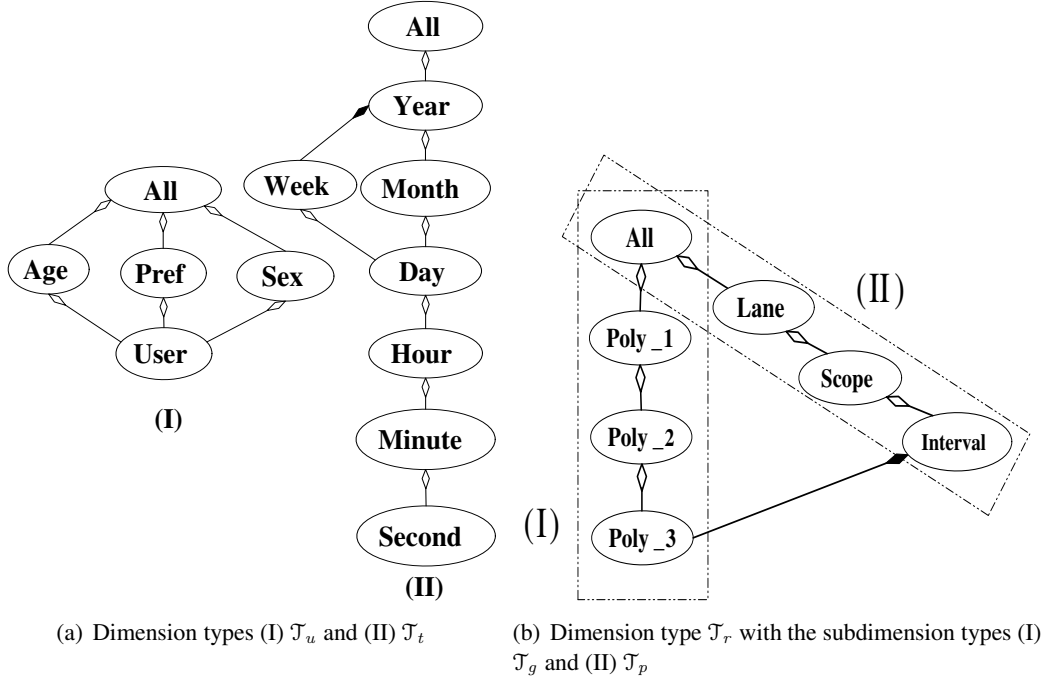 All
Year
Week
Month
Day
Hour
Minute
Second
(II)
All
Age
Pref
Sex
User
(I)
All
Lane
Scope
Interval
(II)
Poly _1
Poly _2
Poly _3
(I)
(a) Dimension types (I) 𝒯u and (II) 𝒯t
(b) Dimension type 𝒯r with the subdimension types (I)
𝒯g and (II) 𝒯p